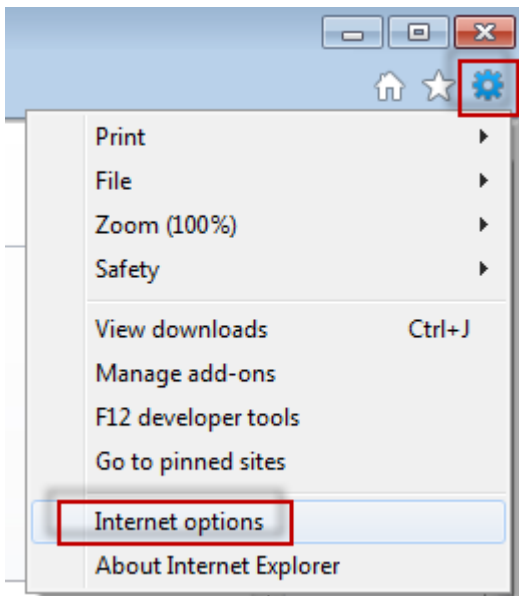 Print
File
Zoom (100%)
Safety
View downloads Ctrl+J
Manage add-ons
F12 developer tools
Go to pinned sites
Internet options
About Internet Explorer